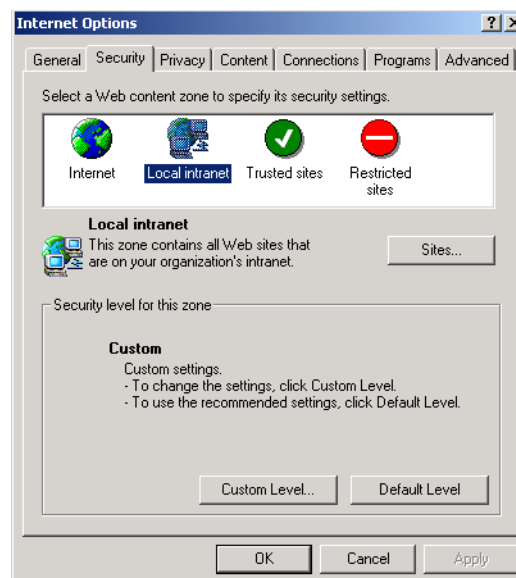 Internet Options
General Security Privacy Content Connections Programs Advanced
Select a Web content zone to specify its security settings.
Internet Local intranet Trusted sites Restricted
sites
Local intranet
This zone contains all Web sites that
are on your organization's intranet.
Sites...
Security level for this zone
Custom
Custom settings.
- To change the settings, click Custom Level.
- To use the recommended settings, click Default Level.
Custom Level... Default Level
OK Cancel Apply